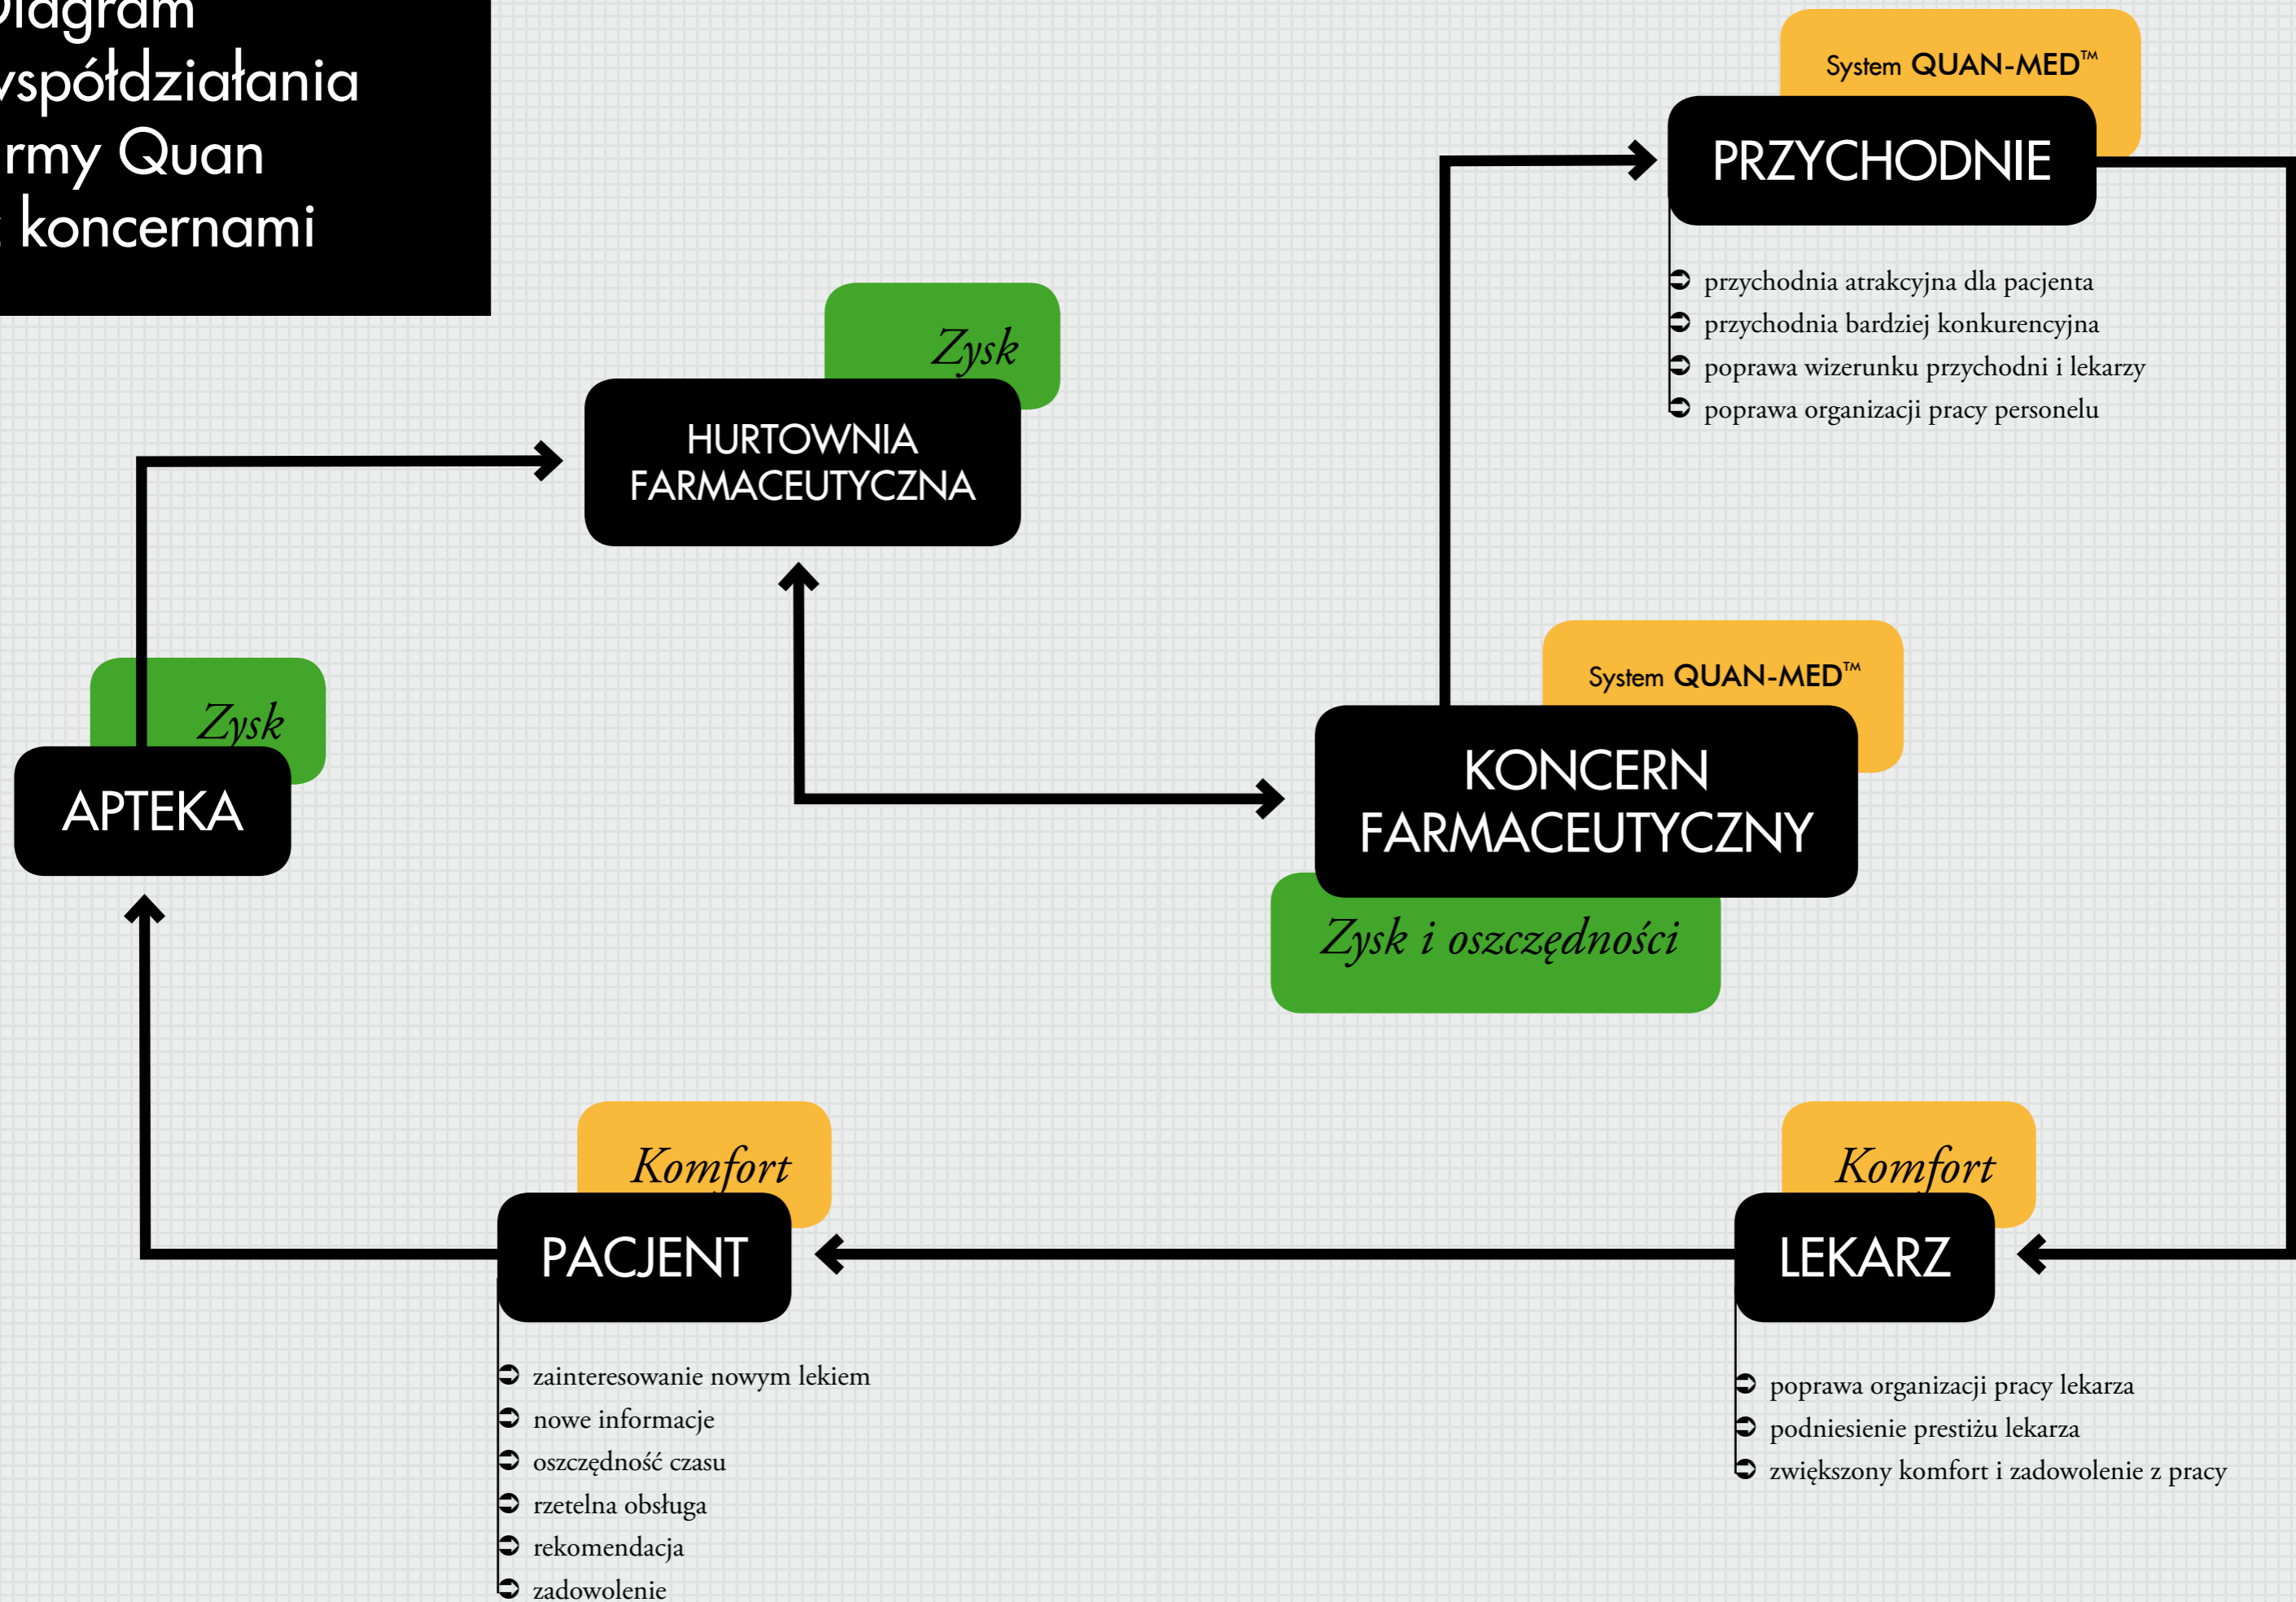 Diagram
współdziałania
rmy Quan
z koncernami
System QUAN-MED™
PRZYCHODNIE
przychodnia atrakcyjna dla pacjenta
przychodnia bardziej konkurencyjna
poprawa wizerunku przychodni i lekarzy
poprawa organizacji pracy personelu
Zysk
HURTOWNIA
FARMACEUTYCZNA
Zysk
APTEKA
System QUAN-MED™
KONCERN
FARMACEUTYCZNY
Zysk i oszczędności
Komfort
PACJENT
zainteresowanie nowym lekiem
nowe informacje
oszczędność czasu
rzetelna obsługa
rekomendacja
zadowolenie
Komfort
LEKARZ
poprawa organizacji pracy lekarza
podniesienie prestiżu lekarza
zwiększony komfort i zadowolenie z pracy